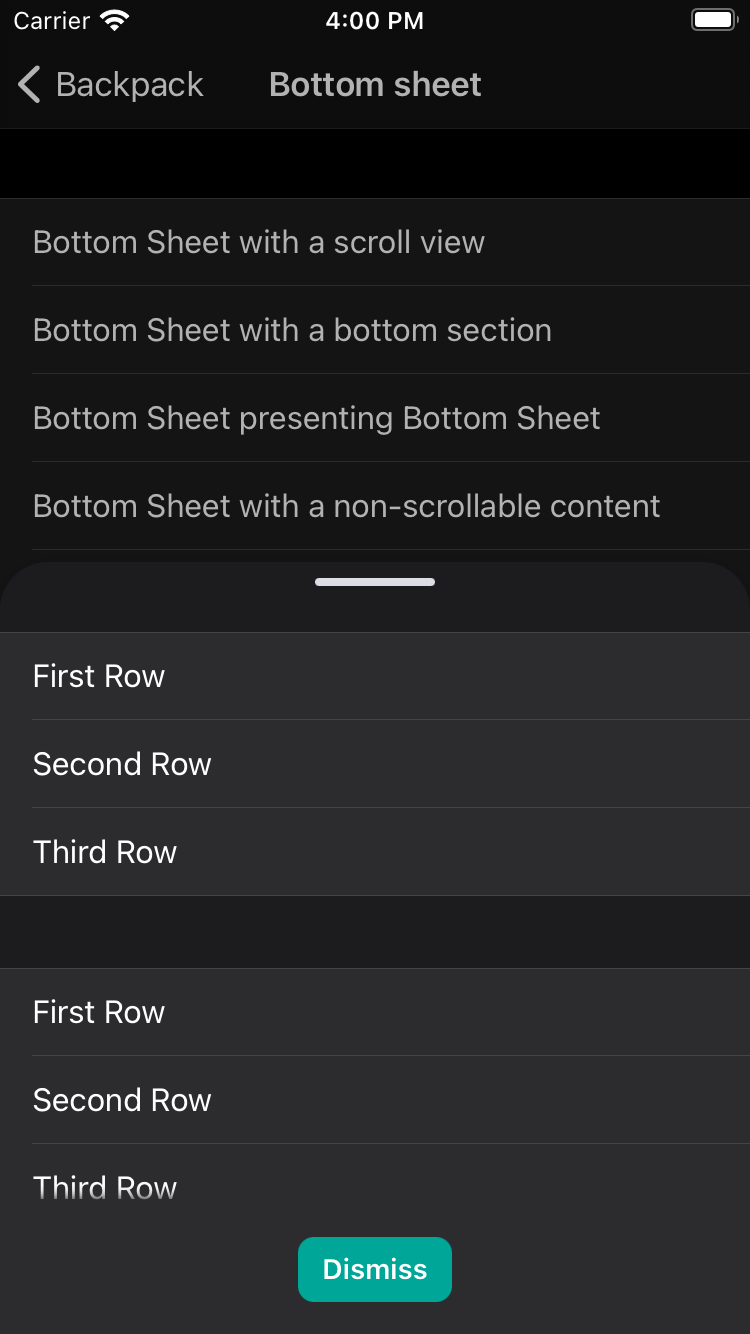 Carrier 4:00 PM
Backpack Bottom sheet
Bottom Sheet with a scroll view
Bottom Sheet with a bottom section
Bottom Sheet presenting Bottom Sheet
Bottom Sheet with a non-scrollable content
First Row
Second Row
Third Row
First Row
Second Row
Third Row
Dismiss